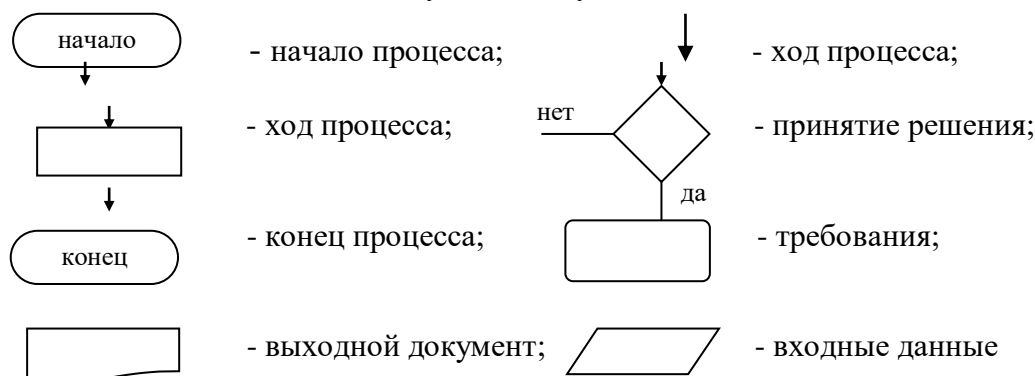 начало - начало процесса; - ход процесса;
нет
- ход процесса; - принятие решения;
да
конец - конец процесса; - требования;
- выходной документ; - входные данные